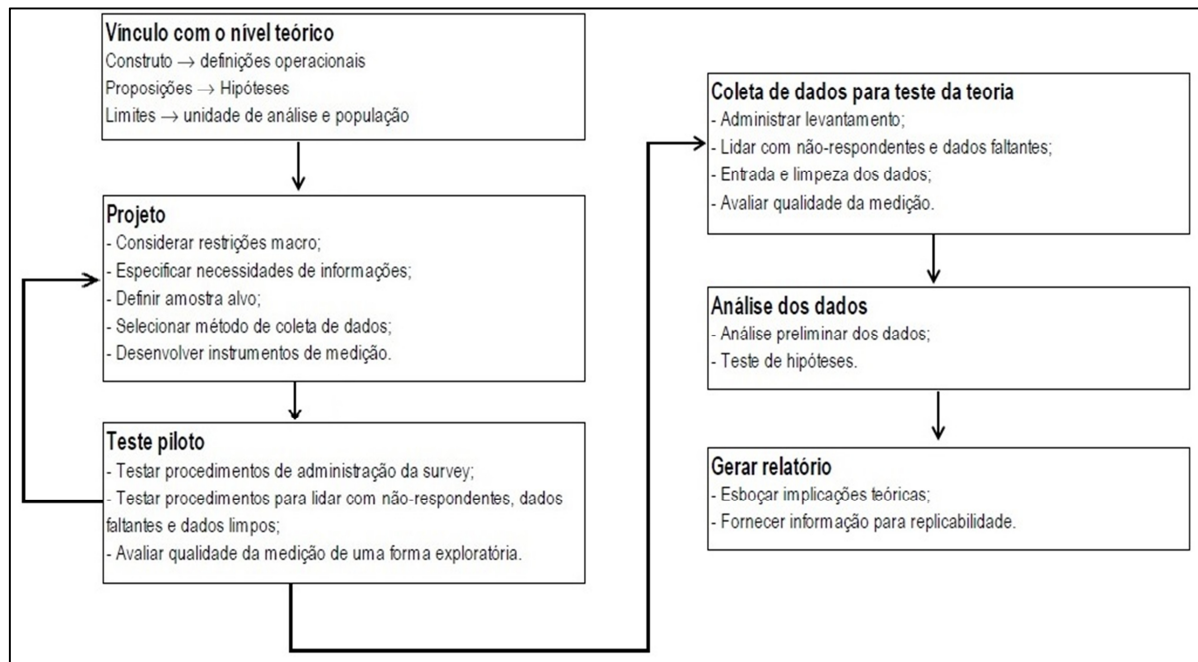 Vínculo com o nível teórico
Construto → definições operacionais
Proposições → Hipóteses
Limites → unidade de análise e população
Projeto
- Considerar restrições macro;
- Especificar necessidades de informações;
- Definir amostra alvo;
- Selecionar método de coleta de dados;
- Desenvolver instrumentos de medição.
Teste piloto
- Testar procedimentos de administração da survey;
- Testar procedimentos para lidar com não-respondentes, dados
faltantes e dados limpos;
- Avaliar qualidade da medição de uma forma exploratória.
Coleta de dados para teste da teoria
- Administrar levantamento;
- Lidar com não-respondentes e dados faltantes;
- Entrada e limpeza dos dados;
- Avaliar qualidade da medição.
Análise dos dados
- Análise preliminar dos dados;
- Teste de hipóteses.
Gerar relatório
- Esboçar implicações teóricas;
- Fornecer informação para replicabilidade.